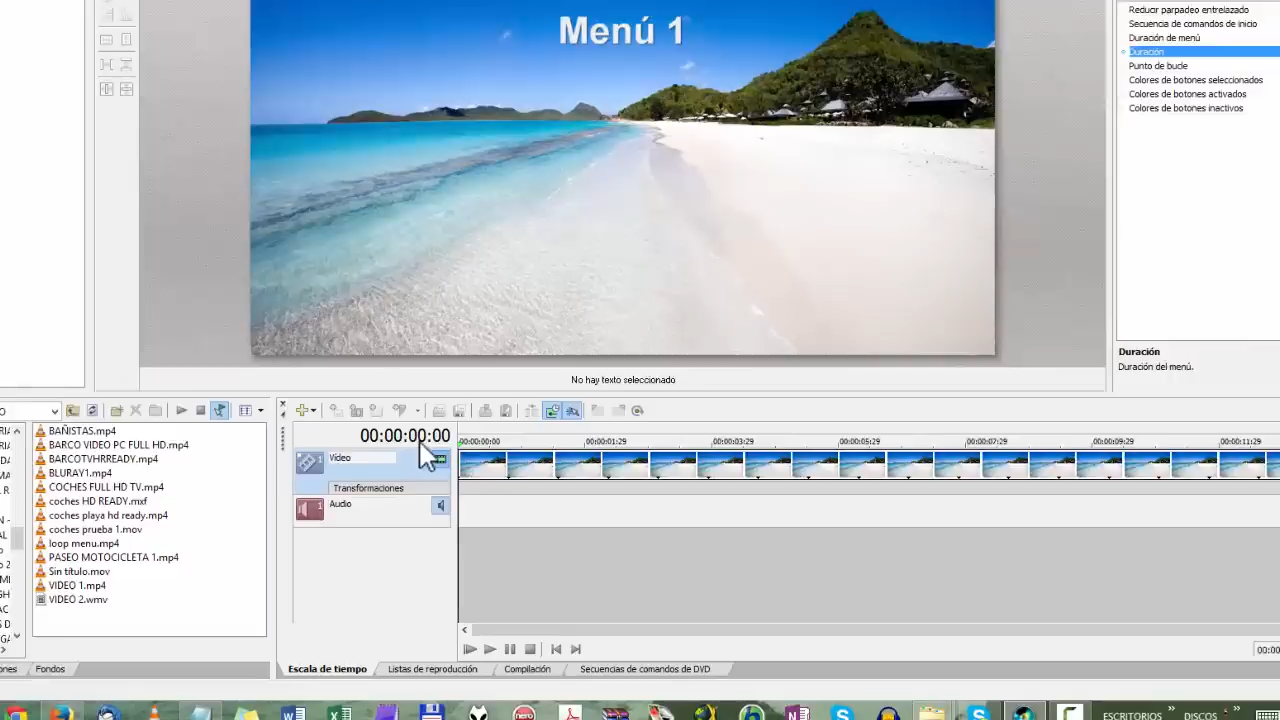 Menú 1
Reducir parpadeo entrelazado
Secuencia de comandos de inicio
Duración de menú
Duración
Punto de bucle
Colores de botones seleccionados
Colores de botones activados
Colores de botones inactivos
Duración
Duración del menú.
No hay texto seleccionado
BAÑISTAS.mp4
BARCO VIDEO PC FULL HD.mp4
BARCOTVHRREADY.mp4
BLURAY1.mp4
COCHES FULL HD TV.mp4
coches HD READY.mxf
coches playa hd ready.mp4
coches prueba 1.mov
loop menu.mp4
PASEO MOTOCICLETA 1.mp4
Sin título.mov
VIDEO 1.mp4
VIDEO 2.wmv
Fondos
00:00:00:00
00:00:00:00
00:00:01:29
00:00:03:29
00:00:05:29
00:00:07:29
00:00:09:29
00:00:11:29
1
Vídeo
Transformaciones
1
Audio
00:00
Escala de tiempo
Listas de reproducción
Compilación
Secuencias de comandos de DVD
ESCRITORIOS
DISCOS